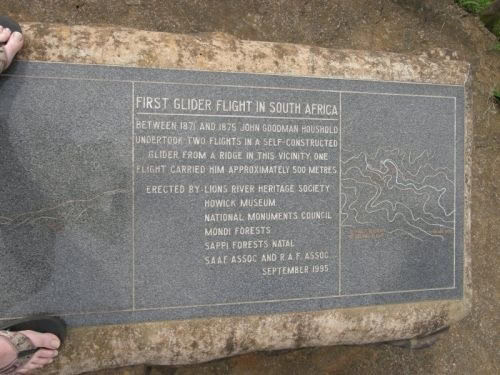 FIRST GLIDER FLIGHT IN SOUTH AFRICA
BETWEEN 1871 AND 1875 JOHN GOODMAN HOUSHOLD
UNDERTOOK TWO FLIGHTS IN A SELF-CONSTRUCTED
GLIDER FROM A RIDGE IN THIS VICINITY, ONE
FLIGHT CARRIED HIM APPROXIMATELY 500 METRES
ERECTED BY LIONS RIVER HERITAGE SOCIETY
HOWICK MUSEUM
NATIONAL MONUMENTS COUNCIL
MONDI FORESTS
SAPPI FORESTS NATAL
S.A.A.F. ASSOC AND R.A.F. ASSOC
SEPTEMBER 1995